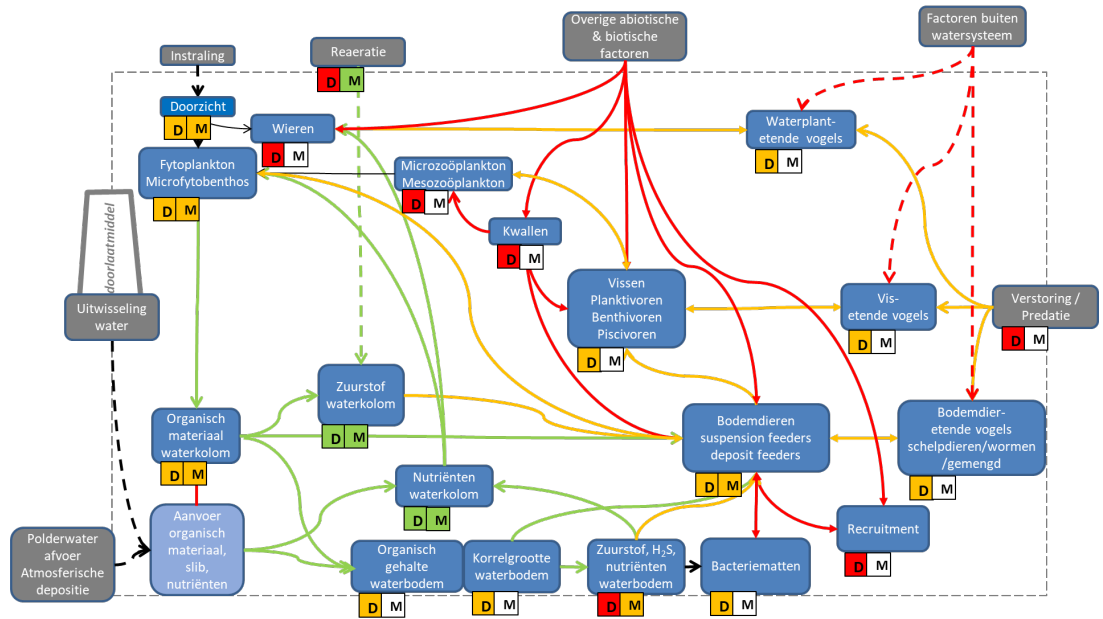 Overige abiotische
& biotische
factoren
Factoren buiten
watersysteem
Instraling
Reaeratie
D M
Doorzicht
D M
Wieren
D M
Waterplant-
etende vogels
D M
Fytoplankton
Microfytobenthos
D M
Microzoöplankton
Mesozoöplankton
D M
Kwallen
D M
doorlaatmiddel
Uitwisseling
water
Vissen
Planktivoren
Benthivoren
Piscivoren
D M
Vis-
etende vogels
D M
Verstoring /
Predatie
D M
Zuurstof
waterkolom
D M
Organisch
materiaal
waterkolom
D M
Bodemdieren
suspension feeders
deposit feeders
D M
Bodemdier-
etende vogels
schelpdieren/wormen
/gemengd
D M
Nutriënten
waterkolom
D M
Aanvoer
organisch
materiaal,
slib,
nutriënten
Polderwater
afvoer
Atmosferische
depositie
Organisch
gehalte
waterbodem
D M
Korrelgrootte
waterbodem
D M
Zuurstof, H₂S,
nutriënten
waterbodem
D M
Bacteriematten
D M
Recruitment
D M